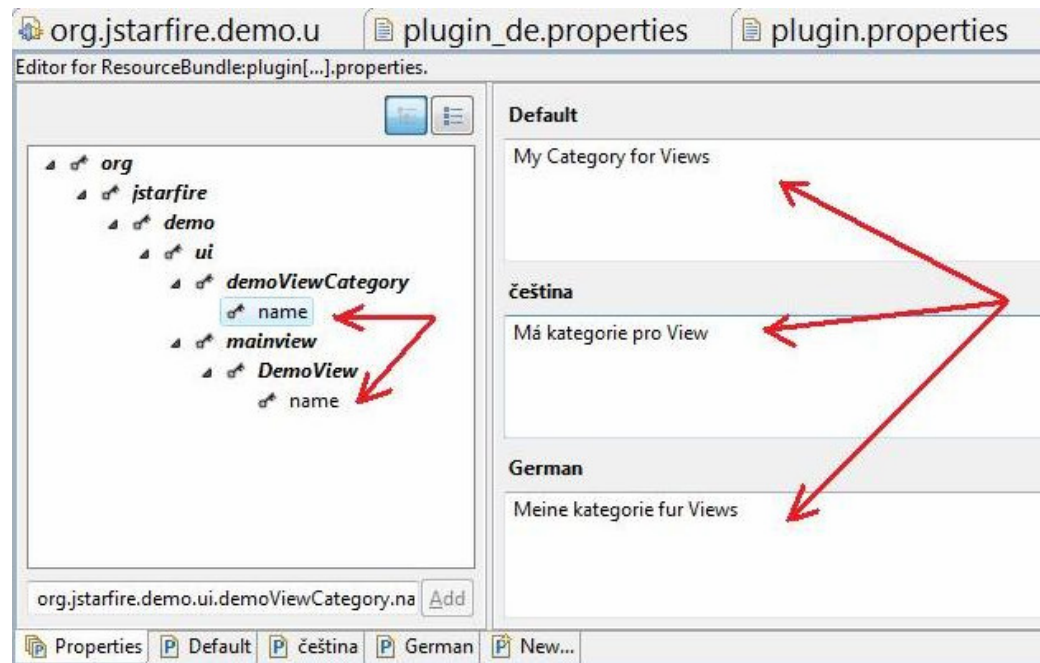 org.jstarfire.demo.u plugin_de.properties plugin.properties
Editor for ResourceBundle:plugin[...].properties.
org
jstarfire
demo
ui
demoViewCategory
name
mainview
DemoView
name
org.jstarfire.demo.ui.demoViewCategory.na Add
Default
My Category for Views
čeština
Má kategorie pro View
German
Meine kategorie fur Views
Properties Default čeština German New...